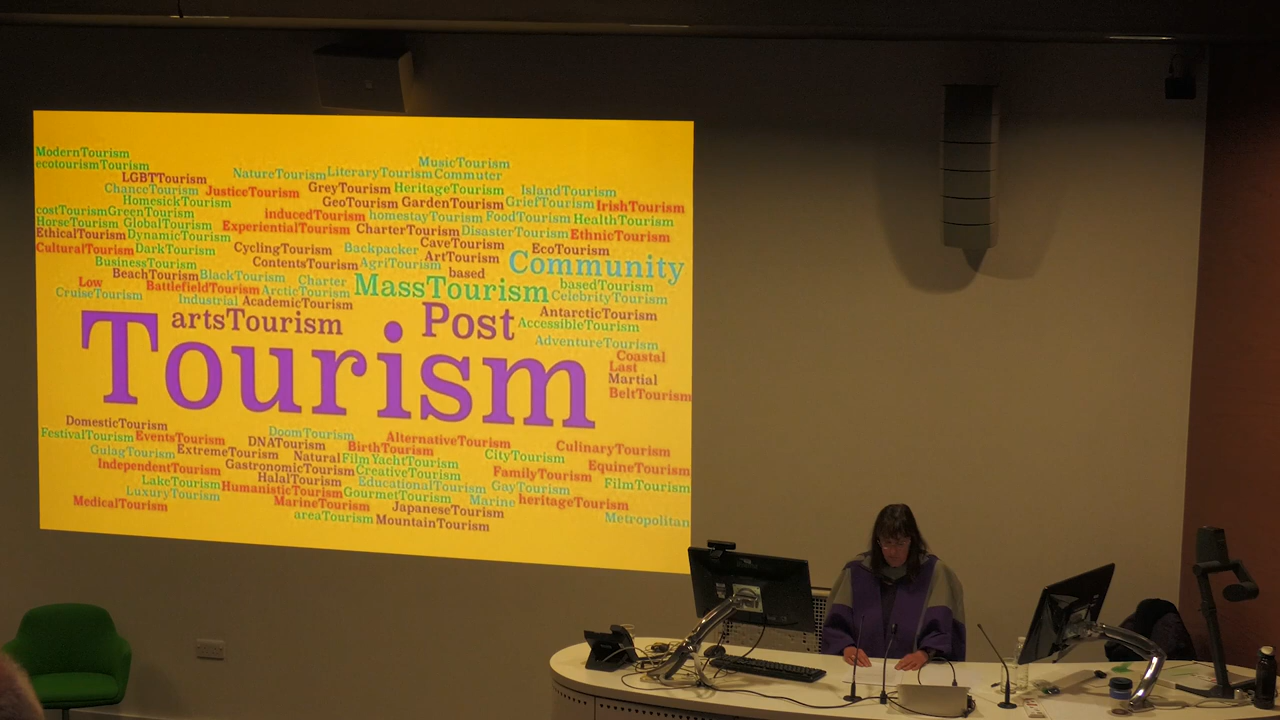 ModernTourism
ecotourismTourism
MusicTourism
LGBTTourism NatureTourism LiteraryTourism Commuter
ChanceTourism JusticeTourism GreyTourism HeritageTourism IslandTourism
HomesickTourism GeoTourism GardenTourism GriefTourism IrishTourism
costTourism GreenTourism inducedTourism homestayTourism FoodTourism HealthTourism
HorseTourism GlobalTourism ExperientialTourism CharterTourism DisasterTourism EthnicTourism
EthicalTourism DynamicTourism
CulturalTourism DarkTourism CyclingTourism Backpacker CaveTourism EcoTourism
BusinessTourism ContentsTourism AgriTourism ArtTourism Community
BeachTourism BlackTourism Charter based basedTourism
Low BattlefieldTourism ArcticTourism MassTourism CelebrityTourism
CruiseTourism Industrial AcademicTourism
artsTourism Post AntarcticTourism
AccessibleTourism
Tourism AdventureTourism
Coastal
Last
Martial
BeltTourism
DomesticTourism
FestivalTourism EventsTourism DoomTourism AlternativeTourism CulinaryTourism
DNATourism BirthTourism
GulagTourism ExtremeTourism Natural Film YachtTourism CityTourism
IndependentTourism GastronomicTourism CreativeTourism FamilyTourism EquineTourism
LakeTourism HalalTourism EducationalTourism GayTourism FilmTourism
LuxuryTourism HumanisticTourism GourmetTourism Marine heritageTourism
MedicalTourism MarineTourism JapaneseTourism
areaTourism MountainTourism Metropolitan